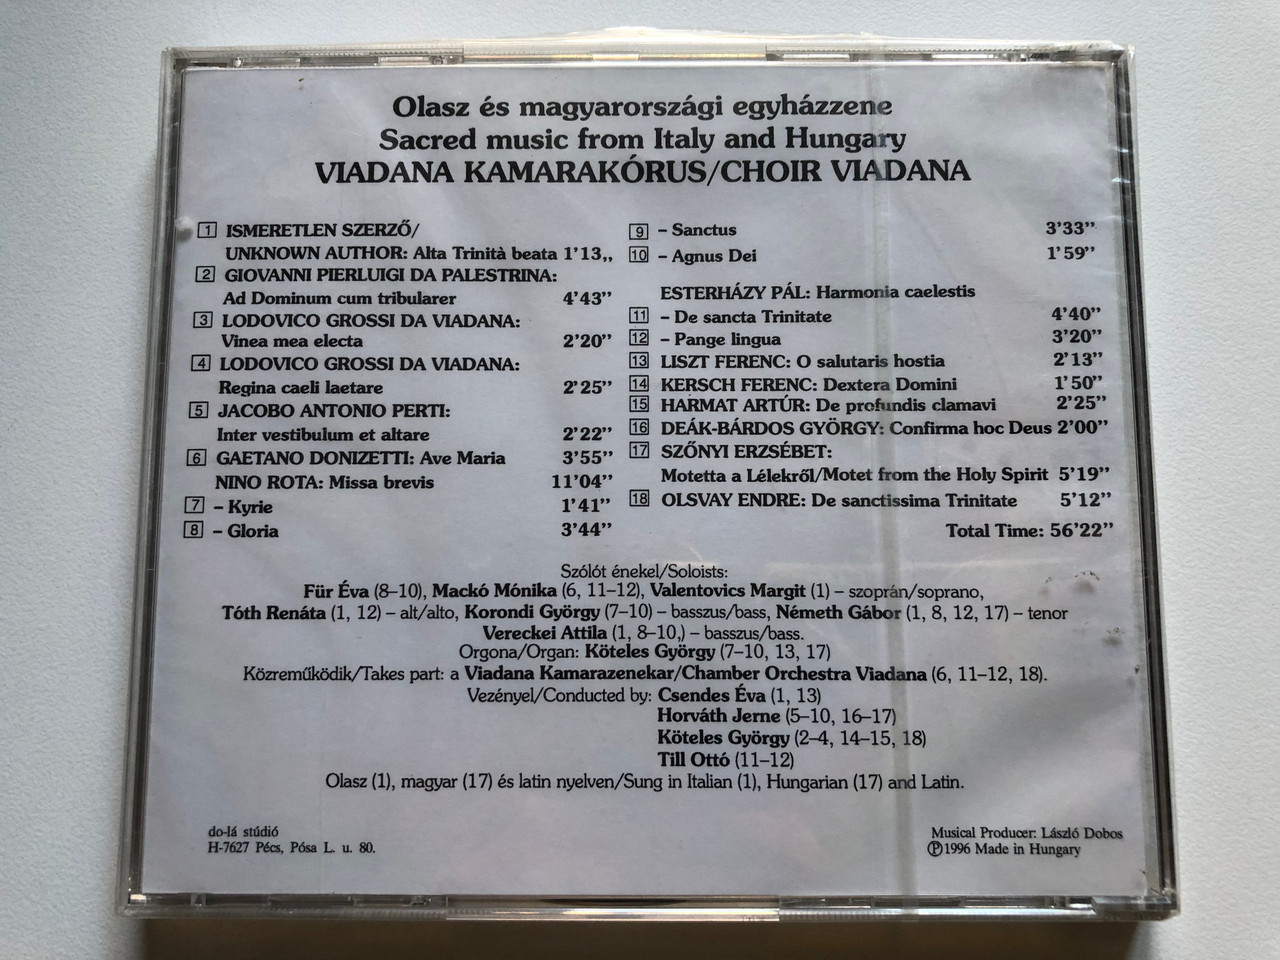 Olasz és magyarországi egyházzene
Sacred music from Italy and Hungary
VIADANA KAMARAKÓRUS/CHOIR VIADANA
1 ISMERETLEN SZERZŐ/
UNKNOWN AUTHOR: Alta Trinità beata 1'13,,
2 GIOVANNI PIERLUIGI DA PALESTRINA:
Ad Dominum cum tribularer 4'43"
3 LODOVICO GROSSI DA VIADANA:
Vinea mea electa 2'20"
4 LODOVICO GROSSI DA VIADANA:
Regina caeli laetare 2'25"
5 JACOBO ANTONIO PERTI:
Inter vestibulum et altare 2'22"
6 GAETANO DONIZETTI: Ave Maria 3'55"
NINO ROTA: Missa brevis 11'04"
7 – Kyrie 1'41"
8 – Gloria 3'44"
9 – Sanctus 3'33"
10 – Agnus Dei 1'59"
ESTERHÁZY PÁL: Harmonia caelestis
11 – De sancta Trinitate 4'40"
12 – Pange lingua 3'20"
13 LISZT FERENC: O salutaris hostia 2'13"
14 KERSCH FERENC: Dextera Domini 1'50"
15 HARMAT ARTÚR: De profundis clamavi 2'25"
16 DEÁK-BÁRDOS GYÖRGY: Confirma hoc Deus 2'00"
17 SZŐNYI ERZSÉBET:
Motetta a Lélekről/Motet from the Holy Spirit 5'19"
18 OLSVAY ENDRE: De sanctissima Trinitate 5'12"
Total Time: 56'22"
Szólót énekel/Soloists:
Für Éva (8–10), Mackó Mónika (6, 11–12), Valentovics Margit (1) – szoprán/soprano,
Tóth Renáta (1, 12) – alt/alto, Korondi György (7–10) – basszus/bass, Németh Gábor (1, 8, 12, 17) – tenor
Vereckei Attila (1, 8–10,) – basszus/bass.
Orgona/Organ: Köteles György (7–10, 13, 17)
Közreműködik/Takes part: a Viadana Kamarazenekar/Chamber Orchestra Viadana (6, 11–12, 18).
Vezényel/Conducted by: Csendes Éva (1, 13)
Horváth Jerne (5–10, 16–17)
Köteles György (2–4, 14–15, 18)
Till Ottó (11–12)
Olasz (1), magyar (17) és latin nyelven/Sung in Italian (1), Hungarian (17) and Latin.
do-lá stúdió
H-7627 Pécs, Pósa L. u. 80.
Musical Producer: László Dobos
Ⓟ1996 Made in Hungary